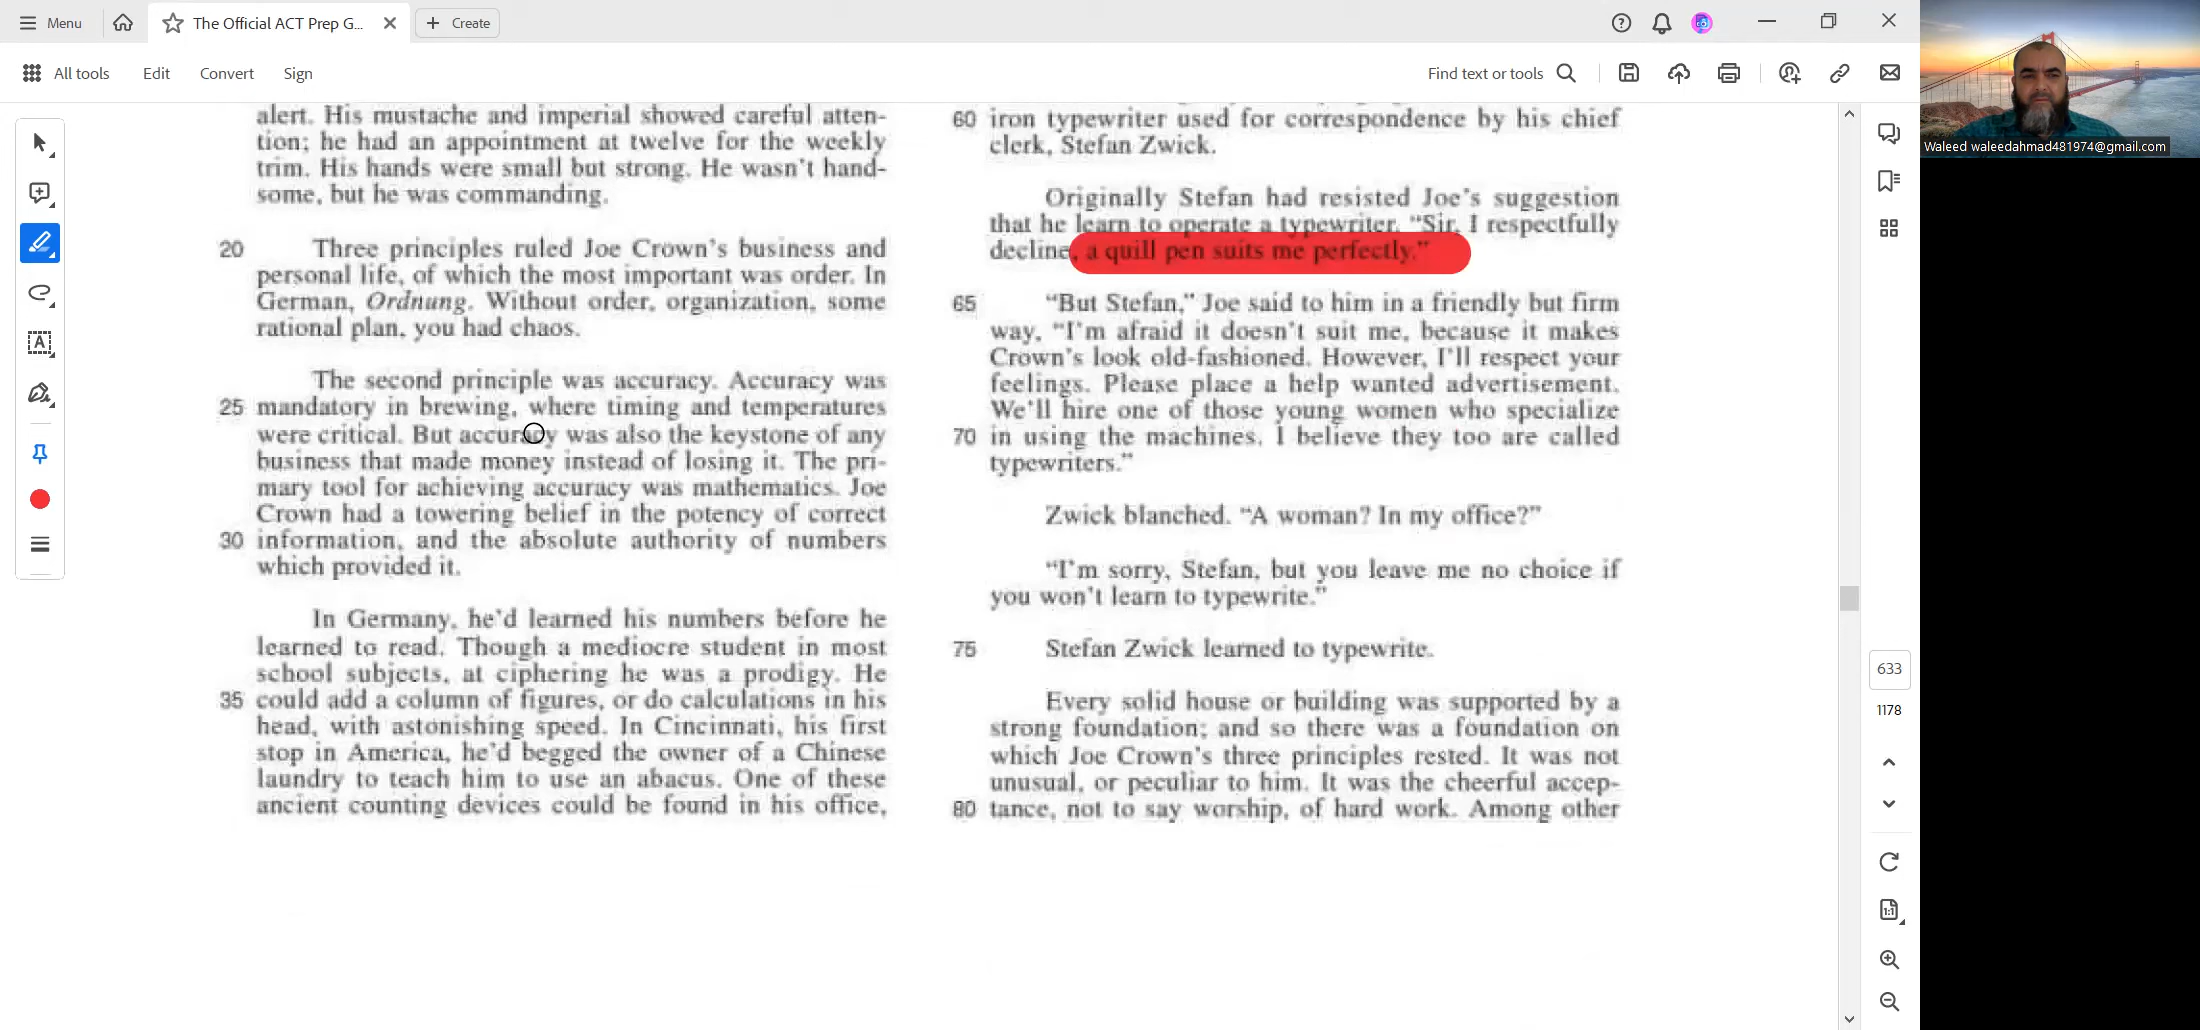 Menu
The Official ACT Prep G...
Create
All tools
Edit
Convert
Sign
Find text or tools
Waleed waleedahmad481974@gmail.com
alert. His mustache and imperial showed careful atten-
tion; he had an appointment at twelve for the weekly
trim. His hands were small but strong. He wasn't hand-
some, but he was commanding.
20 Three principles ruled Joe Crown's business and
personal life, of which the most important was order. In
German, Ordnung. Without order, organization, some
rational plan, you had chaos.
The second principle was accuracy. Accuracy was
25 mandatory in brewing, where timing and temperatures
were critical. But accuracy was also the keystone of any
business that made money instead of losing it. The pri-
mary tool for achieving accuracy was mathematics. Joe
Crown had a towering belief in the potency of correct
30 information, and the absolute authority of numbers
which provided it.
In Germany, he'd learned his numbers before he
learned to read. Though a mediocre student in most
school subjects, at ciphering he was a prodigy. He
35 could add a column of figures, or do calculations in his
head, with astonishing speed. In Cincinnati, his first
stop in America, he'd begged the owner of a Chinese
laundry to teach him to use an abacus. One of these
ancient counting devices could be found in his office,
60 iron typewriter used for correspondence by his chief
clerk, Stefan Zwick.
Originally Stefan had resisted Joe's suggestion
that he learn to operate a typewriter. "Sir, I respectfully
decline, a quill pen suits me perfectly."
65 "But Stefan," Joe said to him in a friendly but firm
way, "I'm afraid it doesn't suit me, because it makes
Crown's look old-fashioned. However, I'll respect your
feelings. Please place a help wanted advertisement.
We'll hire one of those young women who specialize
70 in using the machines. I believe they too are called
typewriters."
Zwick blanched. "A woman? In my office?"
"I'm sorry, Stefan, but you leave me no choice if
you won't learn to typewrite."
75 Stefan Zwick learned to typewrite.
Every solid house or building was supported by a
strong foundation; and so there was a foundation on
which Joe Crown's three principles rested. It was not
unusual, or peculiar to him. It was the cheerful accep-
80 tance, not to say worship, of hard work. Among other
633
1178